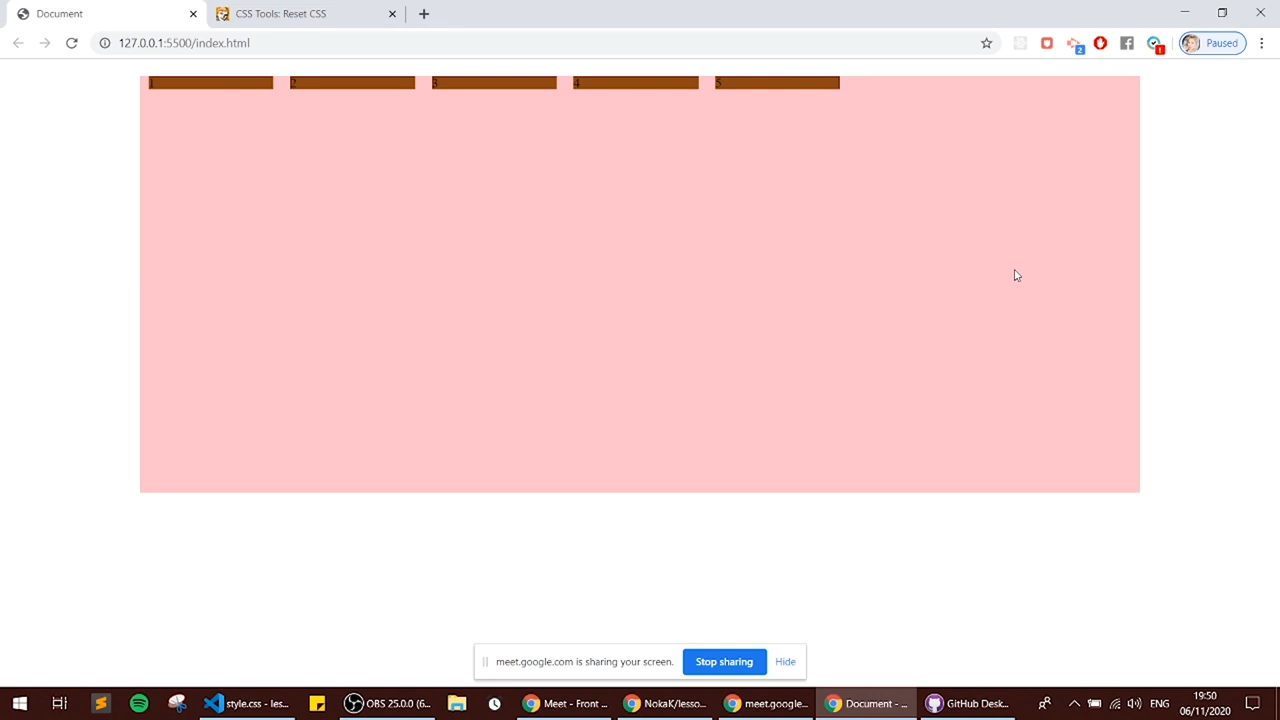 Document
CSS Tools: Reset CSS
127.0.0.1:5500/index.html
2
!
Paused
1
2
3
4
5
meet.google.com is sharing your screen.
Stop sharing
Hide
style.css - les...
OBS 25.0.0 (6...
Meet - Front ...
NokaK/lesso...
meet.google...
Document - ...
GitHub Desk...
ENG
19:50
06/11/2020